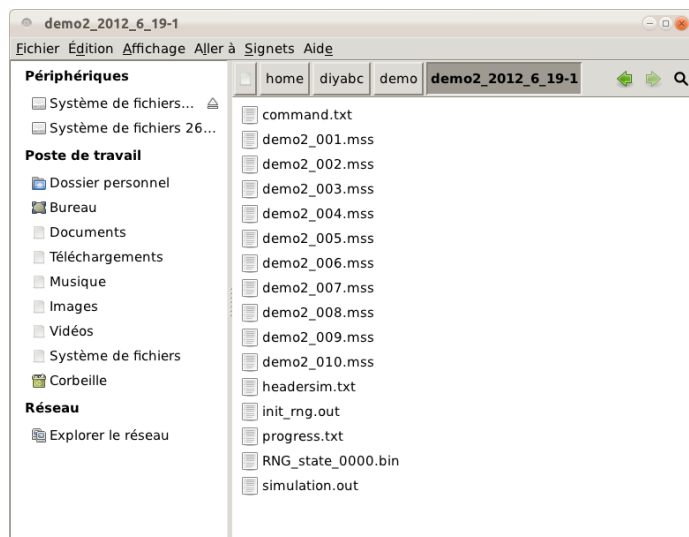 demo2_2012_6_19-1
Fichier Édition Affichage Aller à Signets Aide
Périphériques
Système de fichiers...
Système de fichiers 26...
Poste de travail
Dossier personnel
Bureau
Documents
Téléchargements
Musique
Images
Vidéos
Système de fichiers
Corbeille
Réseau
Explorer le réseau
home diyabc demo demo2_2012_6_19-1
command.txt
demo2_001.mss
demo2_002.mss
demo2_003.mss
demo2_004.mss
demo2_005.mss
demo2_006.mss
demo2_007.mss
demo2_008.mss
demo2_009.mss
demo2_010.mss
headersim.txt
init_rng.out
progress.txt
RNG_state_0000.bin
simulation.out